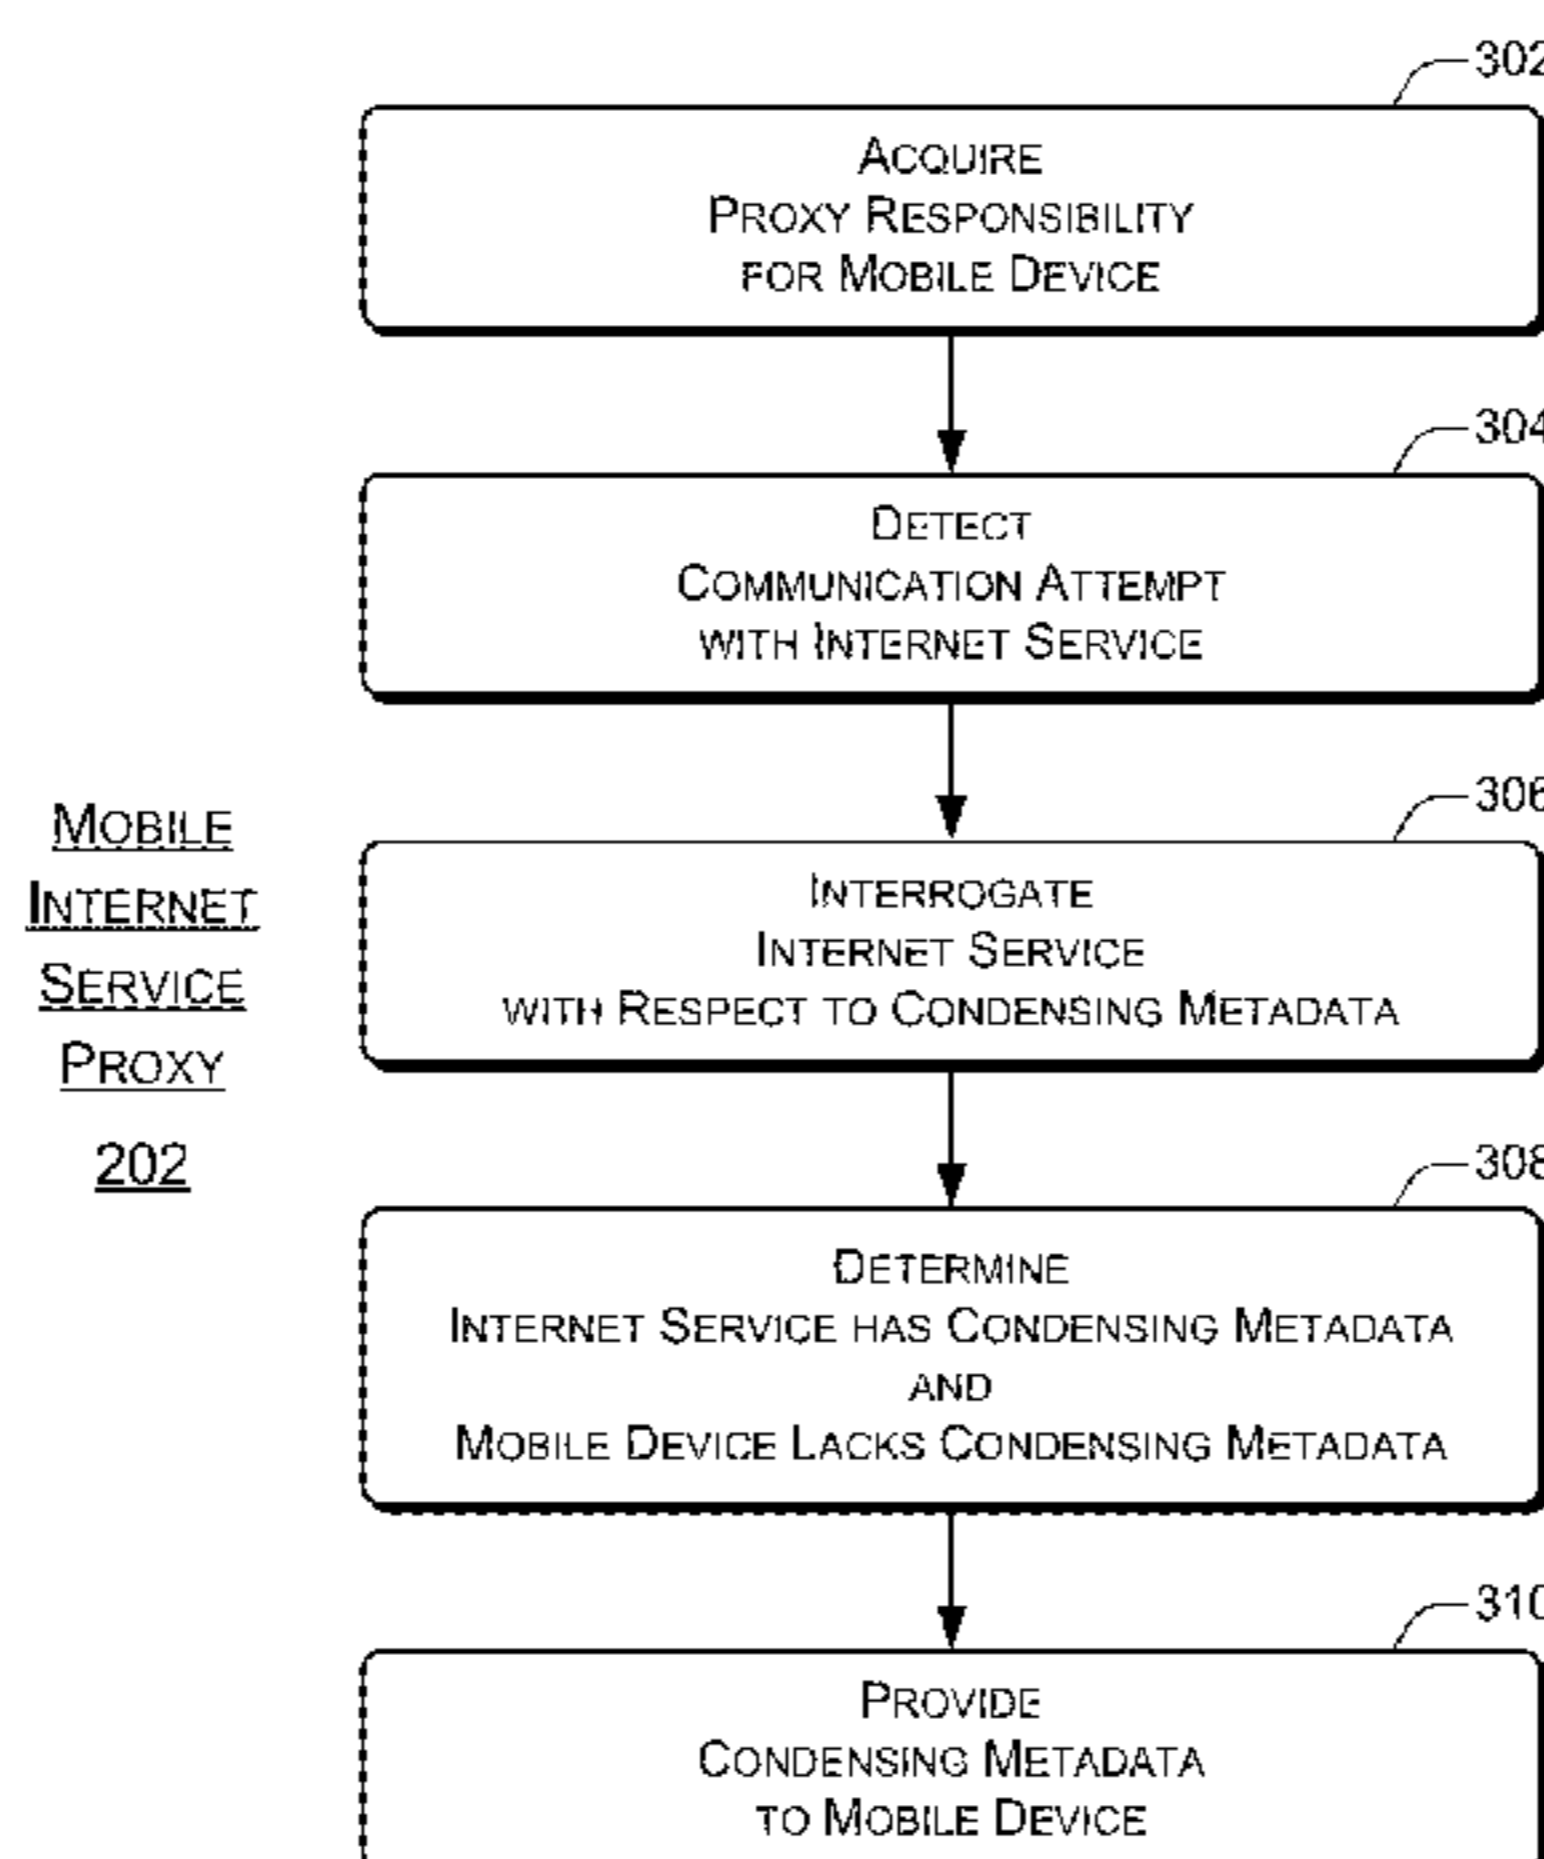 302
ACQUIRE
PROXY RESPONSIBILITY
FOR MOBILE DEVICE
304
DETECT
COMMUNICATION ATTEMPT
WITH INTERNET SERVICE
306
INTERROGATE
INTERNET SERVICE
WITH RESPECT TO CONDENSING METADATA
MOBILE
INTERNET
SERVICE
PROXY
202
308
DETERMINE
INTERNET SERVICE HAS CONDENSING METADATA
AND
MOBILE DEVICE LACKS CONDENSING METADATA
310
PROVIDE
CONDENSING METADATA
TO MOBILE DEVICE